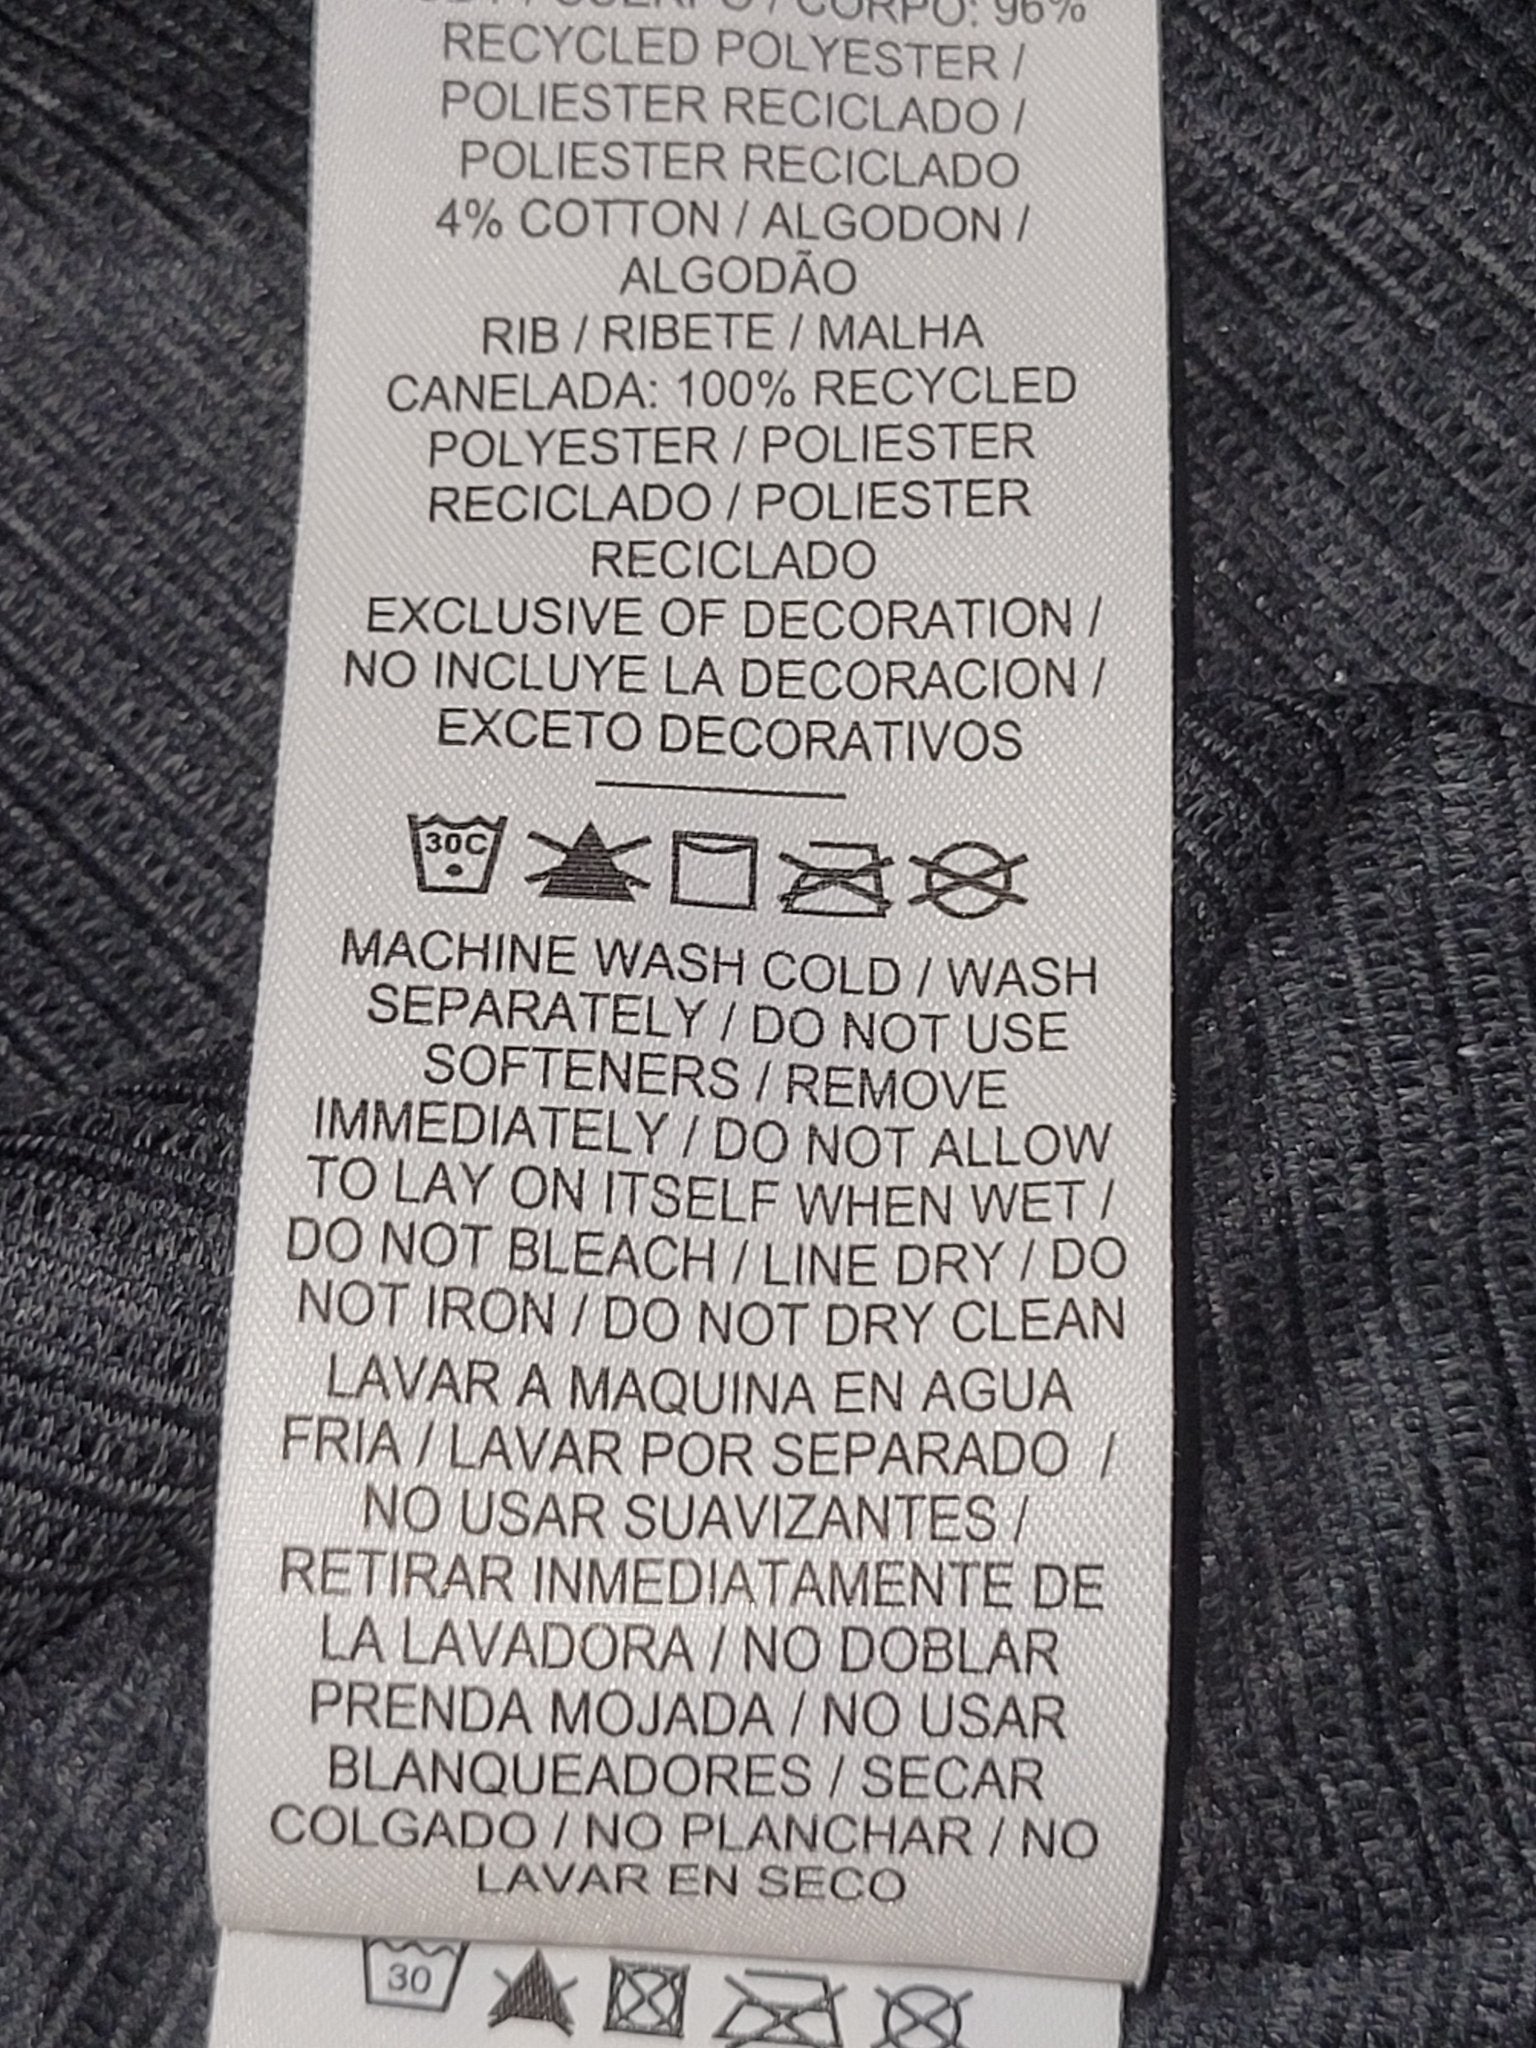 / CUERPO / CORPO: 96%
RECYCLED POLYESTER /
POLIESTER RECICLADO /
POLIESTER RECICLADO
4% COTTON / ALGODON /
ALGODÃO
RIB / RIBETE / MALHA
CANELADA: 100% RECYCLED
POLYESTER / POLIESTER
RECICLADO / POLIESTER
RECICLADO
EXCLUSIVE OF DECORATION /
NO INCLUYE LA DECORACION /
EXCETO DECORATIVOS
30C
MACHINE WASH COLD / WASH
SEPARATELY / DO NOT USE
SOFTENERS / REMOVE
IMMEDIATELY / DO NOT ALLOW
TO LAY ON ITSELF WHEN WET /
DO NOT BLEACH / LINE DRY / DO
NOT IRON / DO NOT DRY CLEAN
LAVAR A MAQUINA EN AGUA
FRIA / LAVAR POR SEPARADO /
NO USAR SUAVIZANTES /
RETIRAR INMEDIATAMENTE DE
LA LAVADORA / NO DOBLAR
PRENDA MOJADA / NO USAR
BLANQUEADORES / SECAR
COLGADO / NO PLANCHAR / NO
LAVAR EN SECO
30